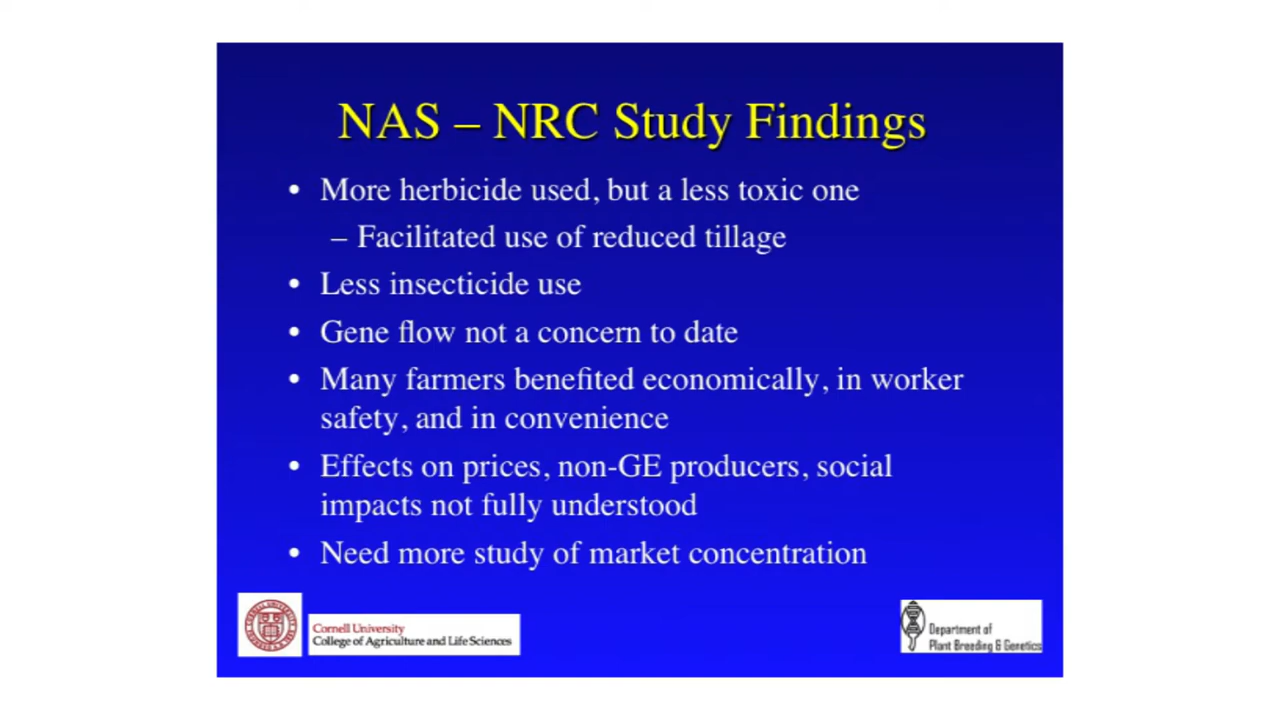 NAS – NRC Study Findings
• More herbicide used, but a less toxic one
– Facilitated use of reduced tillage
• Less insecticide use
• Gene flow not a concern to date
• Many farmers benefited economically, in worker
safety, and in convenience
• Effects on prices, non-GE producers, social
impacts not fully understood
• Need more study of market concentration
Cornell University
College of Agriculture and Life Sciences
Department of
Plant Breeding & Genetics